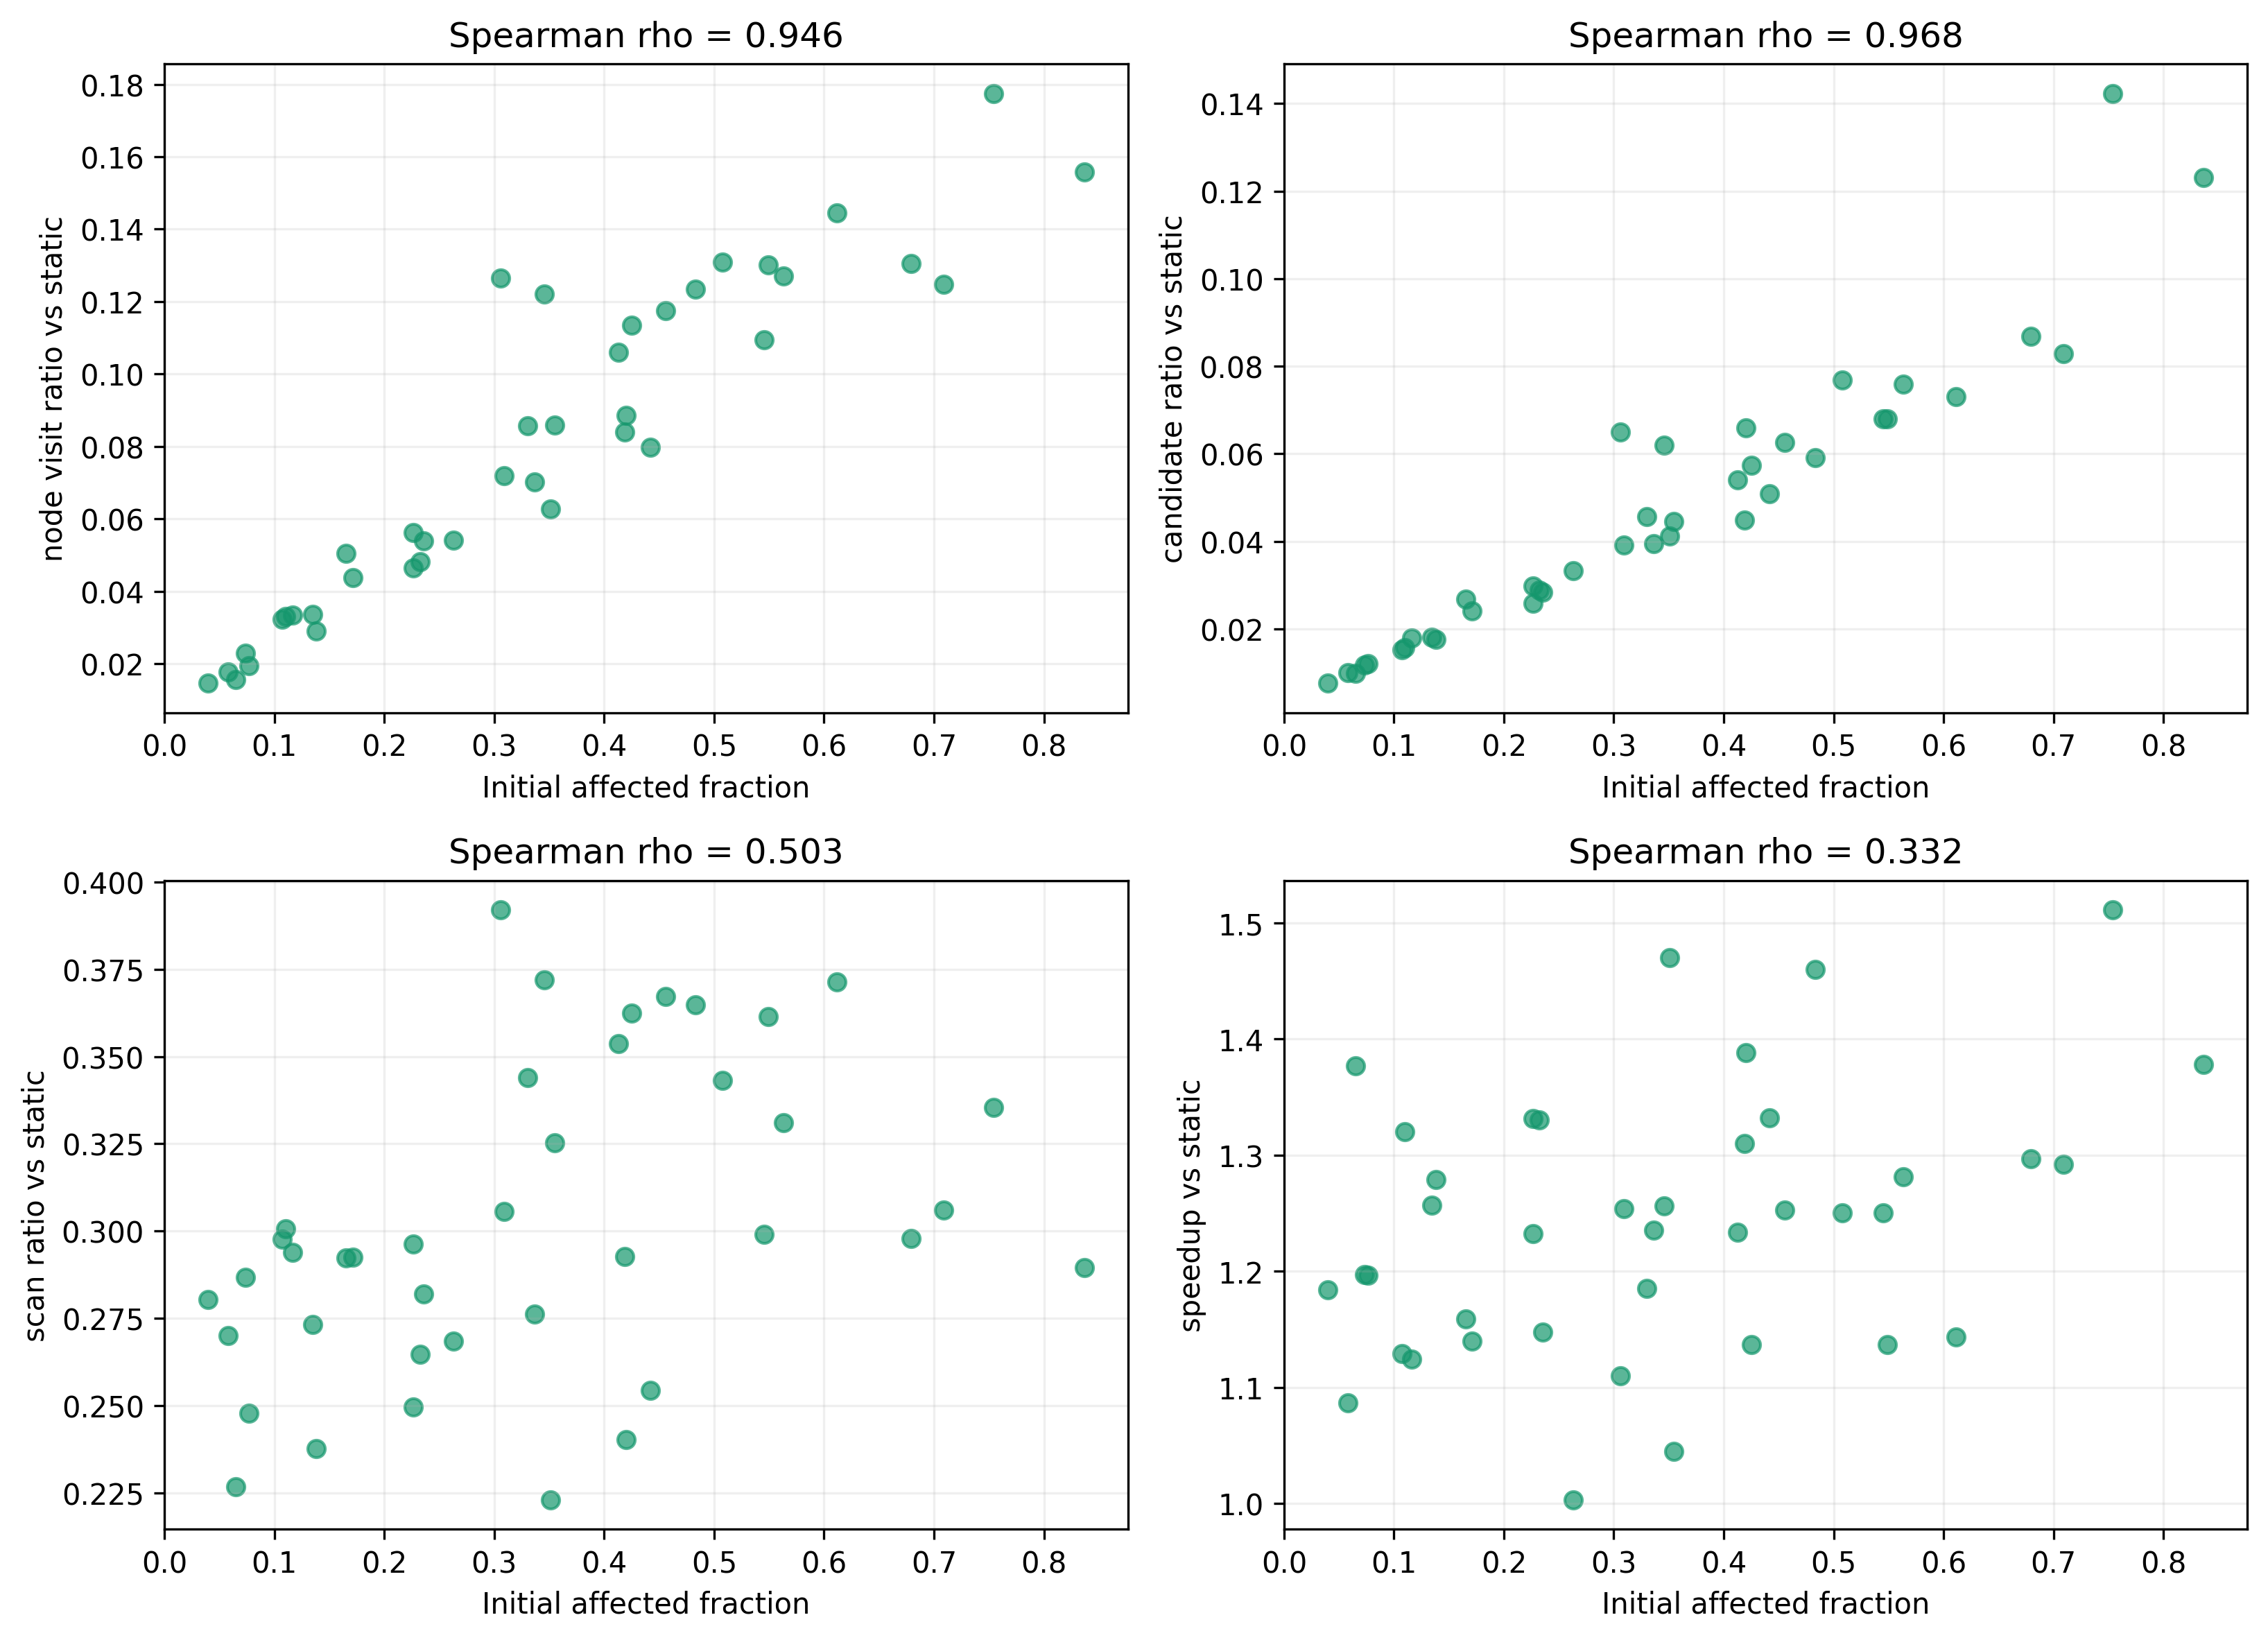 Spearman rho = 0.946
0.18
0.16
0.14
0.12
0.10
0.08
0.06
0.04
0.02
node visit ratio vs static
0.0 0.1 0.2 0.3 0.4 0.5 0.6 0.7 0.8
Initial affected fraction
Spearman rho = 0.968
0.14
0.12
0.10
0.08
0.06
0.04
0.02
candidate ratio vs static
0.0 0.1 0.2 0.3 0.4 0.5 0.6 0.7 0.8
Initial affected fraction
Spearman rho = 0.503
0.400
0.375
0.350
0.325
0.300
0.275
0.250
0.225
scan ratio vs static
0.0 0.1 0.2 0.3 0.4 0.5 0.6 0.7 0.8
Initial affected fraction
Spearman rho = 0.332
1.5
1.4
1.3
1.2
1.1
1.0
speedup vs static
0.0 0.1 0.2 0.3 0.4 0.5 0.6 0.7 0.8
Initial affected fraction